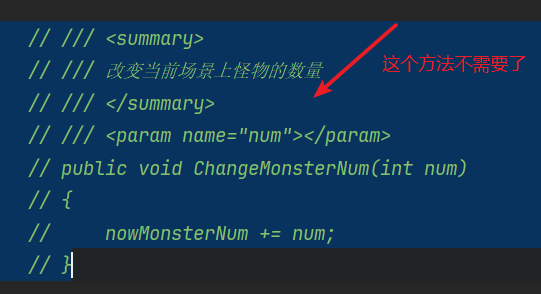 // /// <summary>
// /// 改变当前场景上怪物的数量
这个方法不需要了
// /// </summary>
// /// <param name="num"></param>
// public void ChangeMonsterNum(int num)
// {
//     nowMonsterNum += num;
// }